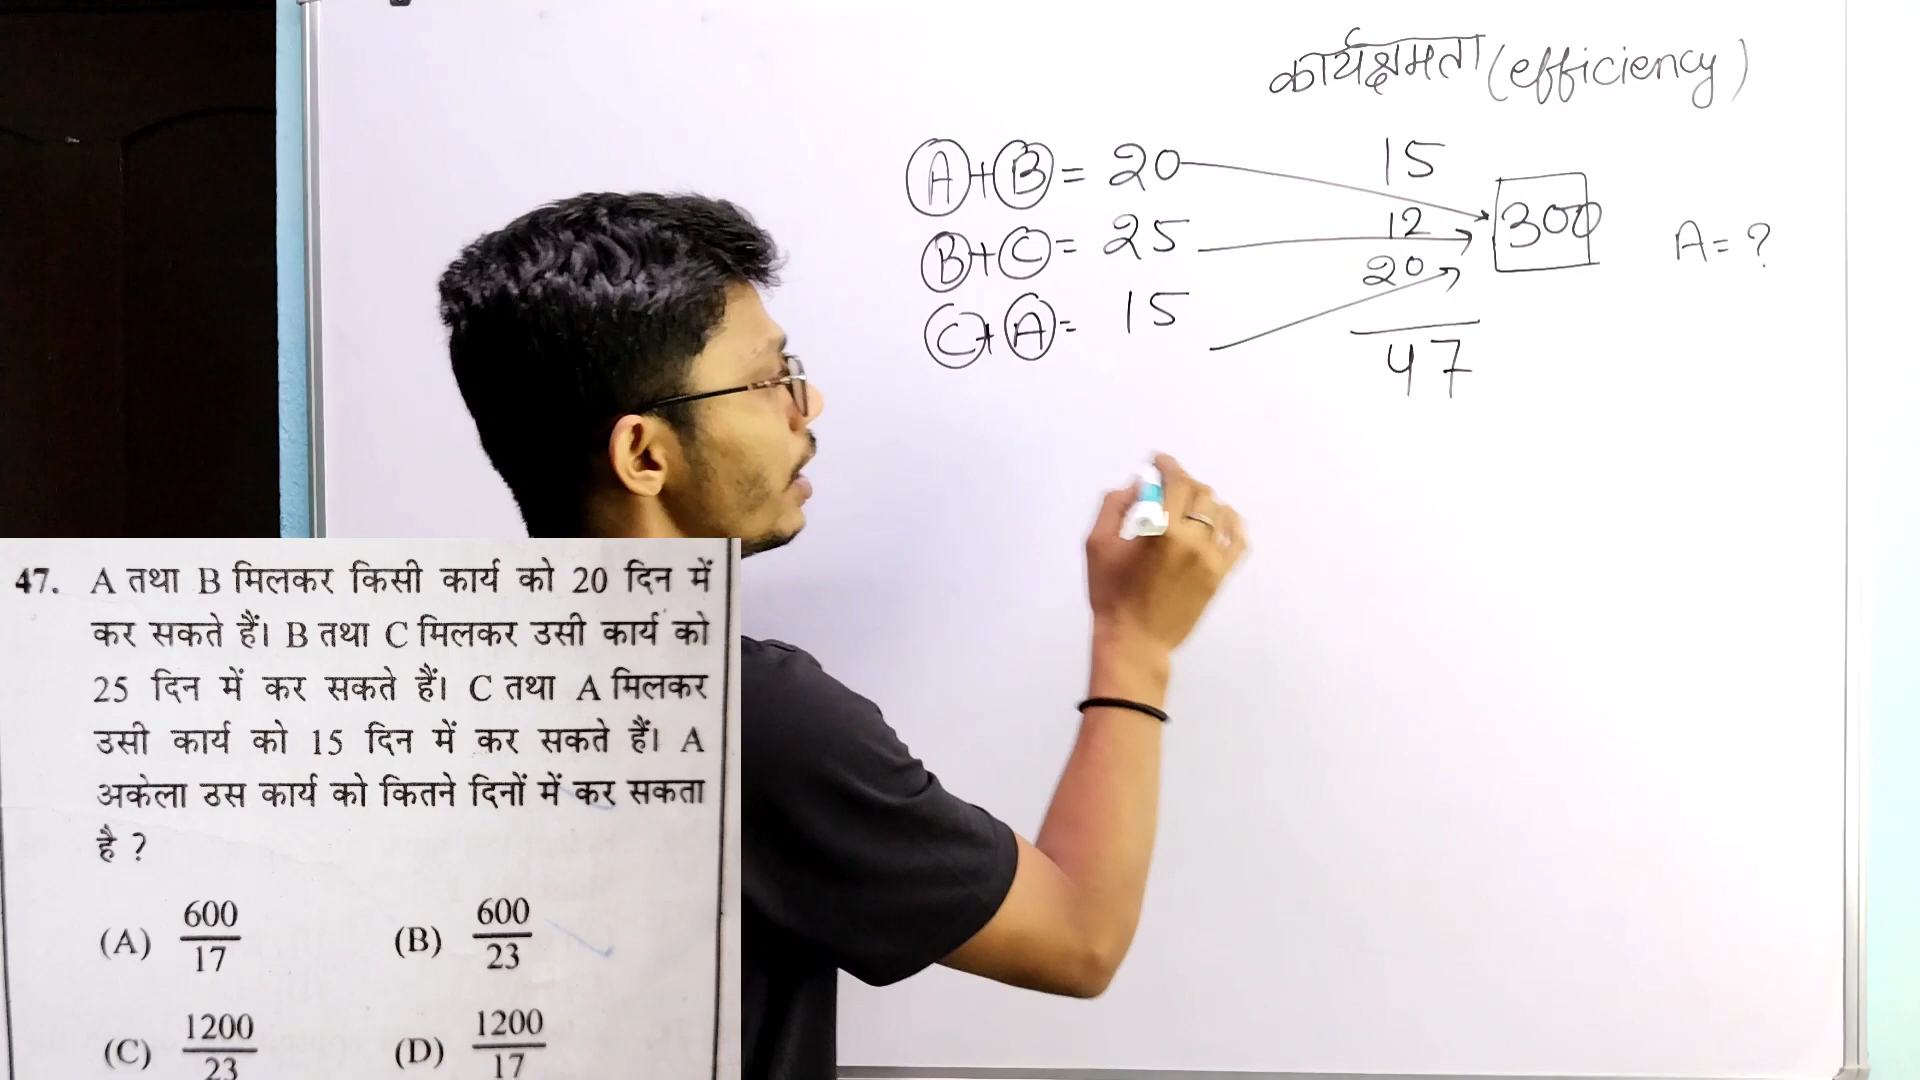 कार्यक्षमता (efficiency)
A+B = 20 15
B+C = 25 12 300 A = ?
C+A = 15 20
47
47. A तथा B मिलकर किसी कार्य को 20 दिन में
कर सकते हैं। B तथा C मिलकर उसी कार्य को
25 दिन में कर सकते हैं। C तथा A मिलकर
उसी कार्य को 15 दिन में कर सकते हैं। A
अकेला उस कार्य को कितने दिनों में कर सकता
है ?
(A) 600/17 (B) 600/23
(C) 1200/23 (D) 1200/17